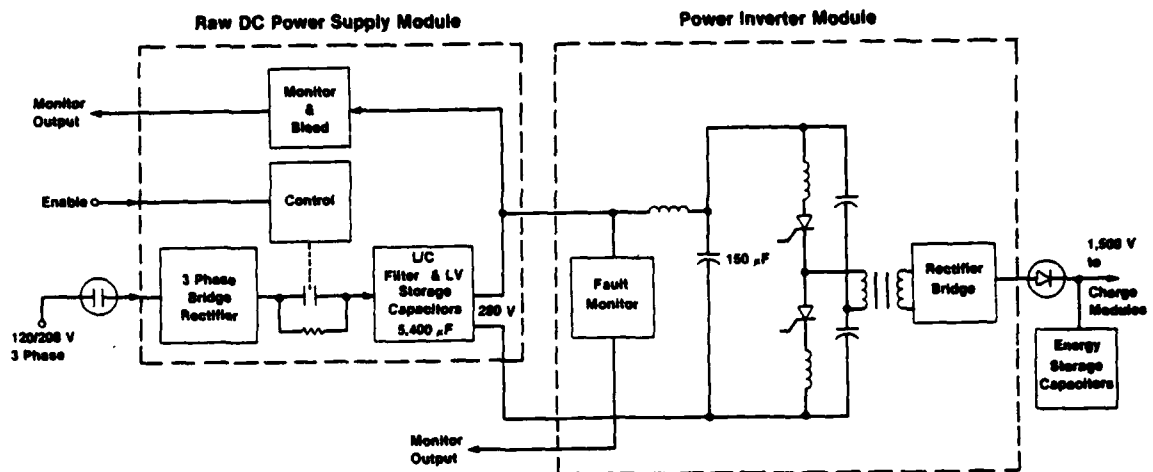 Raw DC Power Supply Module
Power Inverter Module
Monitor
Output
Monitor
&
Bleed
Enable
Control
120/208 V
3 Phase
3 Phase
Bridge
Rectifier
L/C
Filter & LV
Storage
Capacitors
5,400 µF
280 V
Fault
Monitor
150 µF
Rectifier
Bridge
1,508 V
to
Charge
Modules
Energy
Storage
Capacitors
Monitor
Output